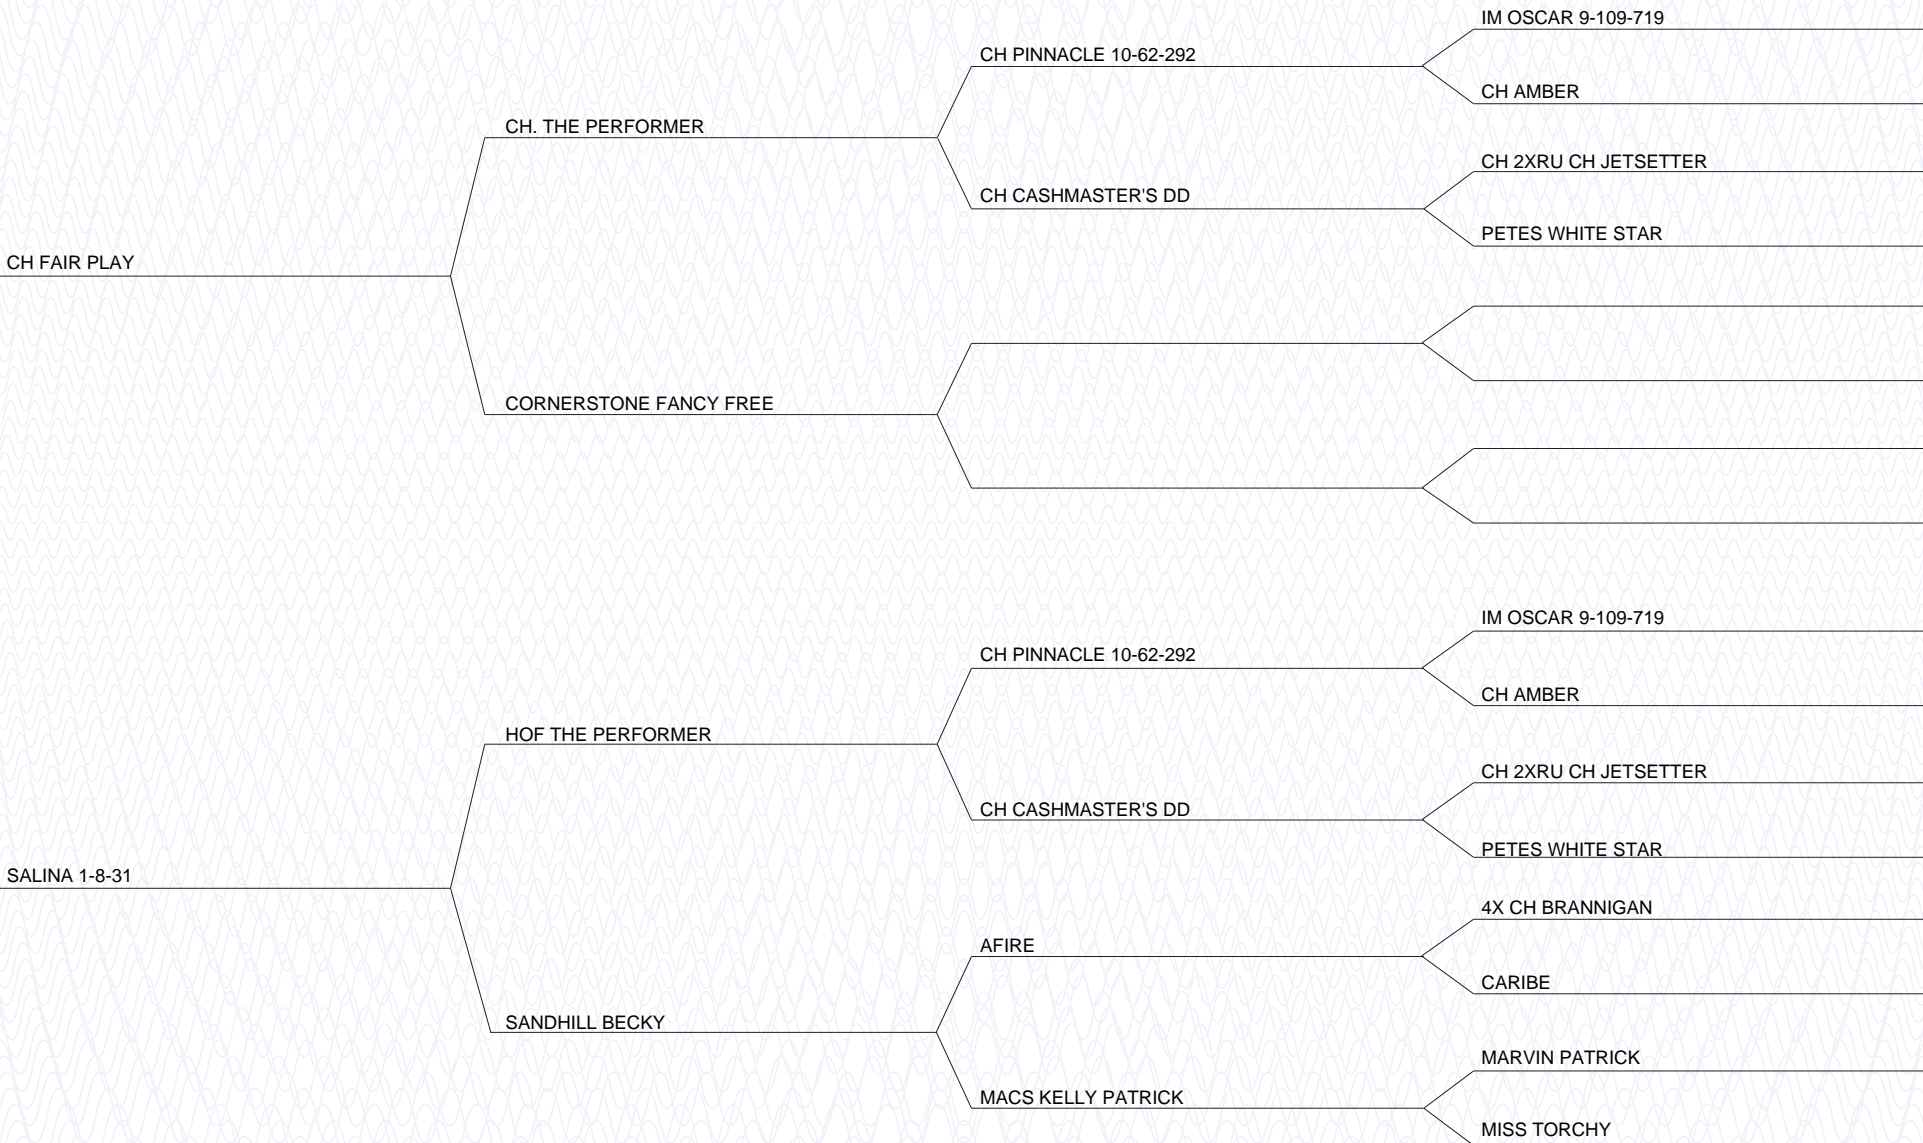 IM OSCAR 9-109-719
CH PINNACLE 10-62-292
CH AMBER
CH. THE PERFORMER
CH 2XRU CH JETSETTER
CH CASHMASTER'S DD
PETES WHITE STAR
CH FAIR PLAY
CORNERSTONE FANCY FREE
IM OSCAR 9-109-719
CH PINNACLE 10-62-292
CH AMBER
HOF THE PERFORMER
CH 2XRU CH JETSETTER
CH CASHMASTER'S DD
PETES WHITE STAR
SALINA 1-8-31
4X CH BRANNIGAN
AFIRE
CARIBE
SANDHILL BECKY
MARVIN PATRICK
MACS KELLY PATRICK
MISS TORCHY